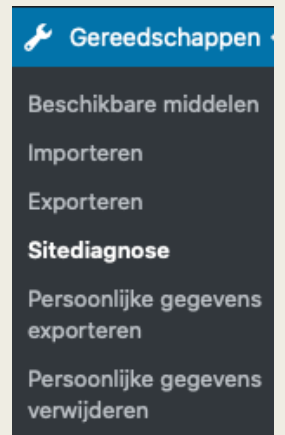 Gereedschappen
Beschikbare middelen
Importeren
Exporteren
Sitediagnose
Persoonlijke gegevens
exporteren
Persoonlijke gegevens
verwijderen